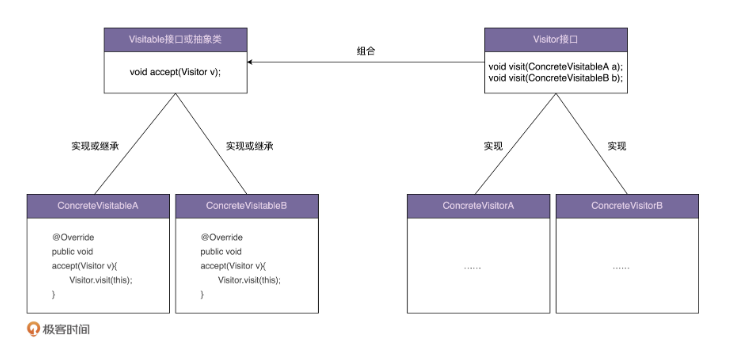 Visitable接口或抽象类
void accept(Visitor v);
组合
Visitor接口
void visit(ConcreteVisitableA a);
void visit(ConcreteVisitableB b);
实现或继承
实现或继承
实现
实现
ConcreteVisitableA
@Override
public void
accept(Visitor v){
Visitor.visit(this);
}
ConcreteVisitableB
@Override
public void
accept(Visitor v){
Visitor.visit(this);
}
ConcreteVisitorA
……
ConcreteVisitorB
……
极客时间